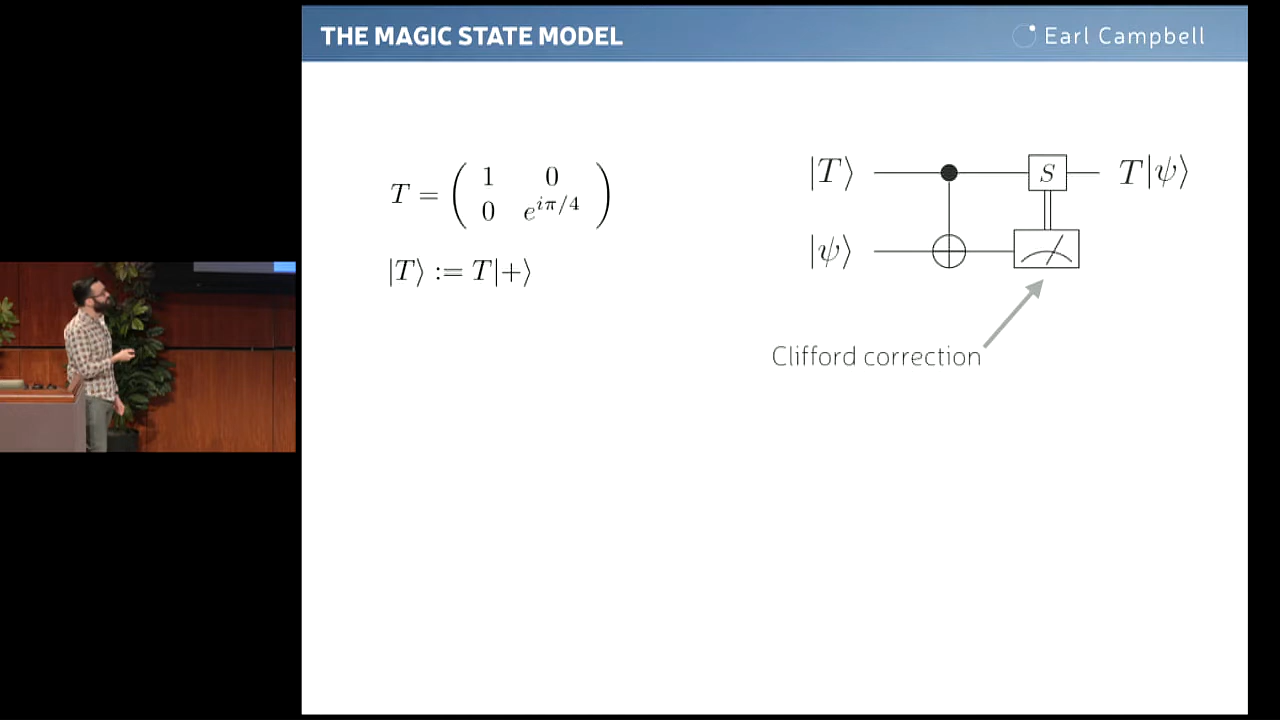 THE MAGIC STATE MODEL
Earl Campbell
T = ( 1 0
0 e^{iπ/4} )
|T⟩ := T|+⟩
|T⟩ S T|ψ⟩
|ψ⟩
Clifford correction